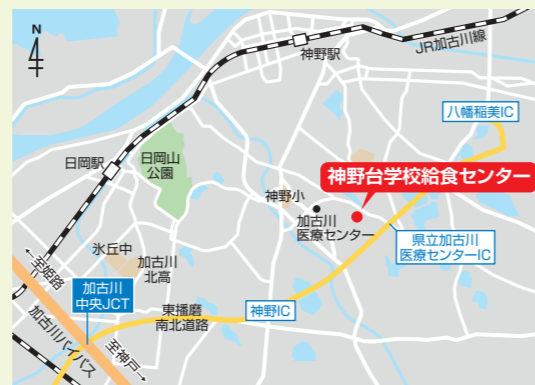 N
神野駅
JR加古川線
八幡稲美IC
日岡駅
日岡山
公園
神野台学校給食センター
神野小
加古川
医療センター
県立加古川
医療センターIC
氷丘中
加古川
北高
←至姫路
加古川
中央JCT
東播磨
南北道路
神野IC
加古川バイパス
至神戸→